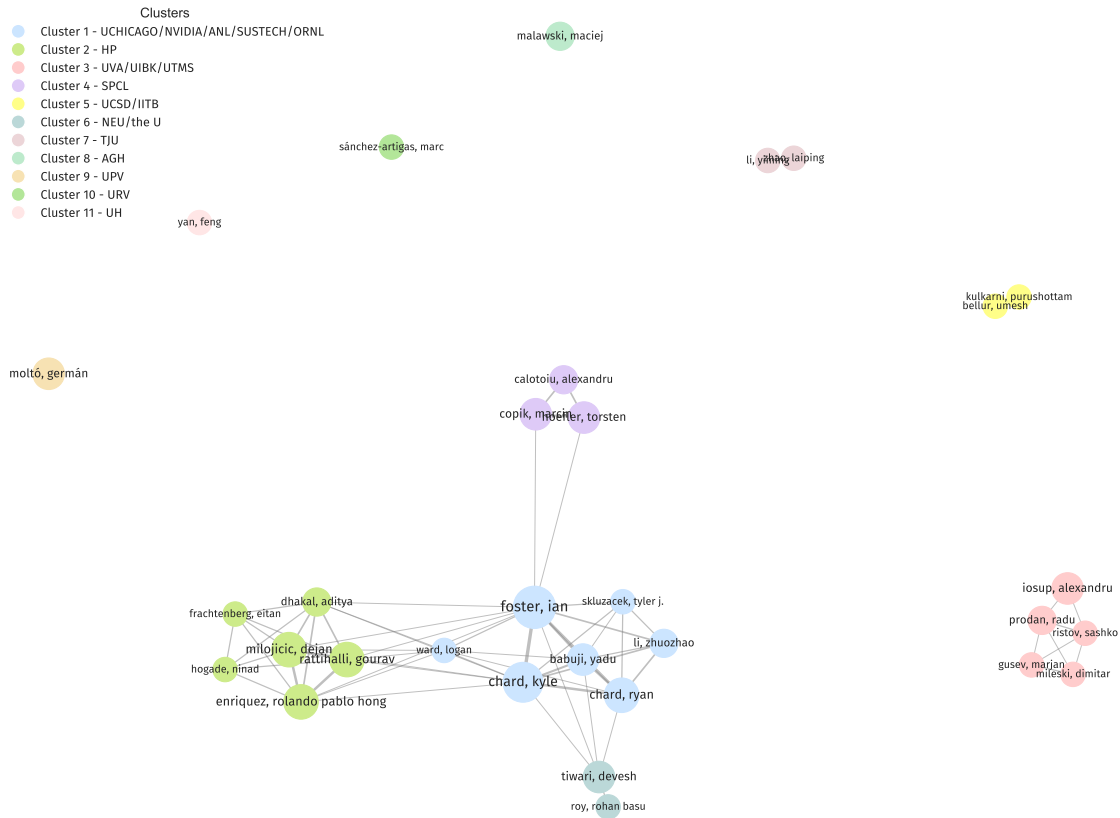 Clusters
Cluster 1 - UCHICAGO/NVIDIA/ANL/SUSTECH/ORNL
Cluster 2 - HP
Cluster 3 - UVA/UIBK/UTMS
Cluster 4 - SPCL
Cluster 5 - UCSD/IITB
Cluster 6 - NEU/the U
Cluster 7 - TJU
Cluster 8 - AGH
Cluster 9 - UPV
Cluster 10 - URV
Cluster 11 - UH
malawski, maciej
sánchez-artigas, marc
li, yiming
zhao, laiping
yan, feng
kulkarni, purushottam
bellur, umesh
moltó, germán
calotoiu, alexandru
copik, marcin
hoefler, torsten
iosup, alexandru
prodan, radu
ristov, sashko
gusev, marjan
mileski, dimitar
dhakal, aditya
frachtenberg, eitan
foster, ian
skluzacek, tyler j.
milojicic, dejan
rattihalli, gourav
ward, logan
li, zhuozhao
babuji, yadu
hogade, ninad
chard, kyle
chard, ryan
enriquez, rolando pablo hong
tiwari, devesh
roy, rohan basu